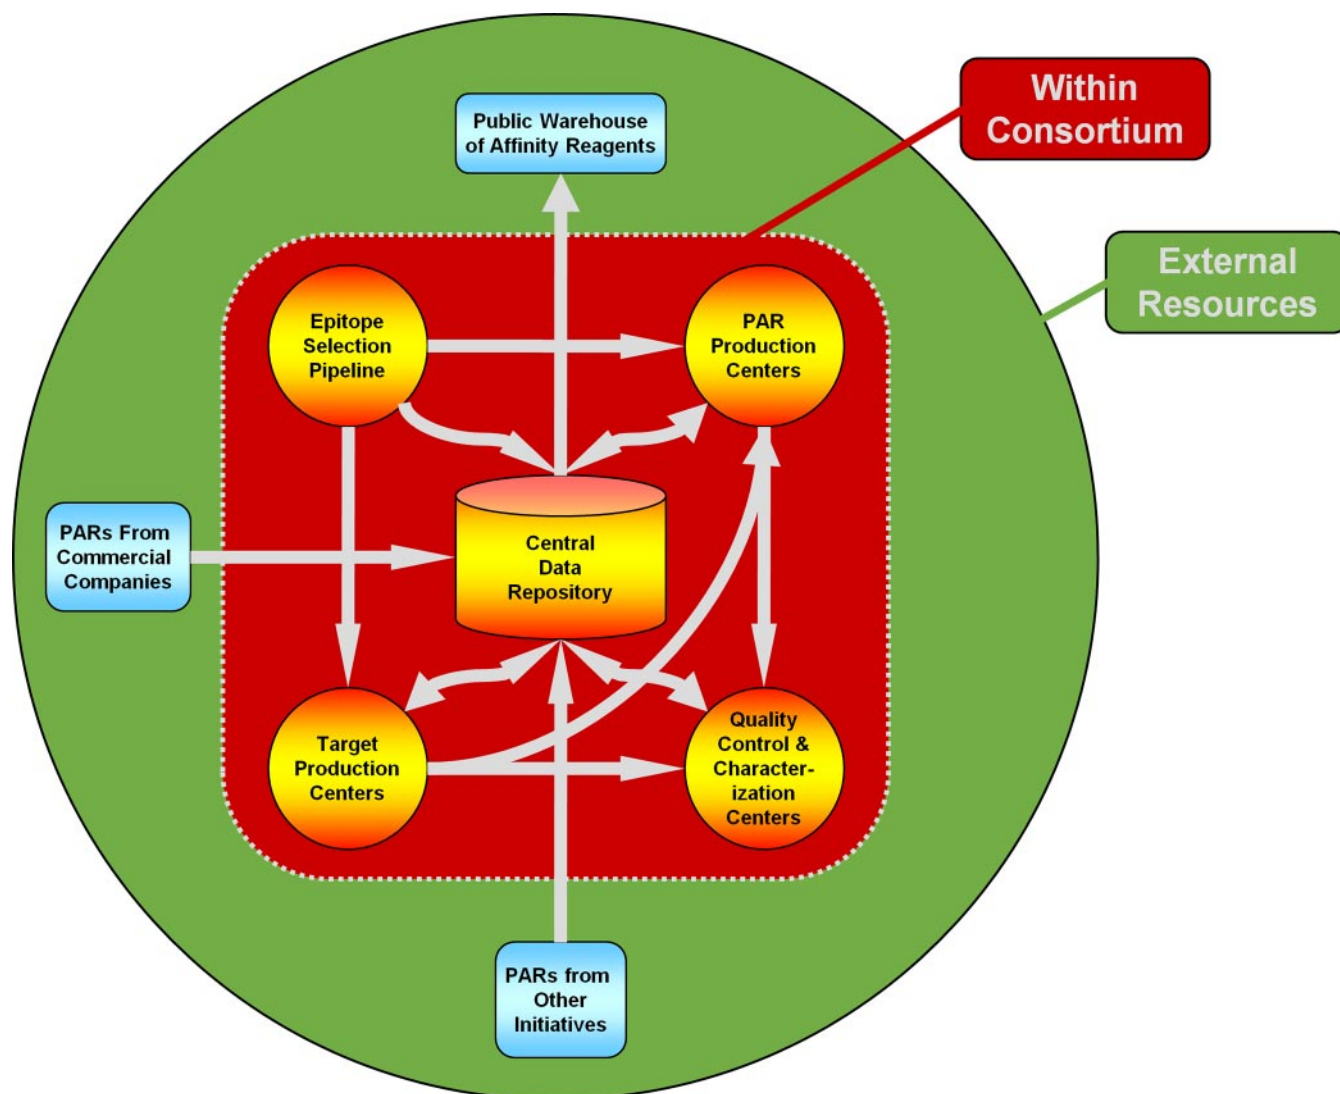 Within
Consortium
External
Resources
Public Warehouse
of Affinity Reagents
Epitope
Selection
Pipeline
PAR
Production
Centers
PARs From
Commercial
Companies
Central
Data
Repository
Target
Production
Centers
Quality
Control &
Character-
ization
Centers
PARs from
Other
Initiatives